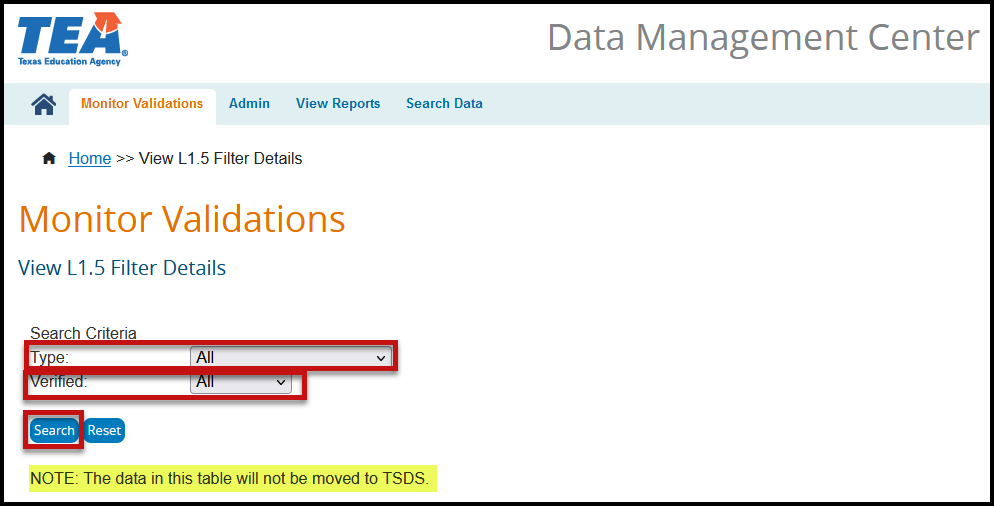 TEA
Texas Education Agency
Data Management Center
Monitor Validations Admin View Reports Search Data
Home >> View L1.5 Filter Details
Monitor Validations
View L1.5 Filter Details
Search Criteria
Type: All
Verified: All
Search Reset
NOTE: The data in this table will not be moved to TSDS.